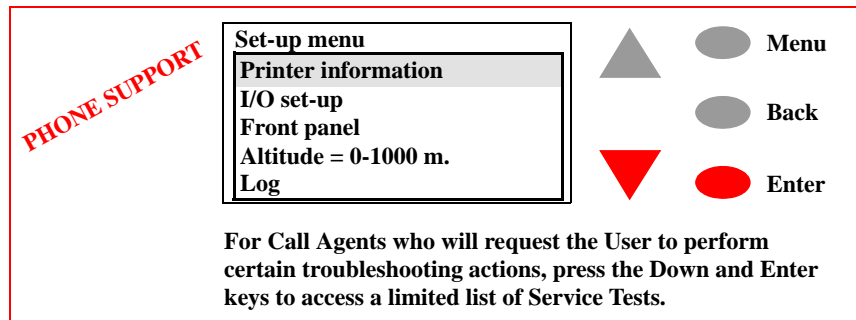 PHONE SUPPORT
Set-up menu
Printer information
I/O set-up
Front panel
Altitude = 0-1000 m.
Log
Menu
Back
Enter
For Call Agents who will request the User to perform
certain troubleshooting actions, press the Down and Enter
keys to access a limited list of Service Tests.